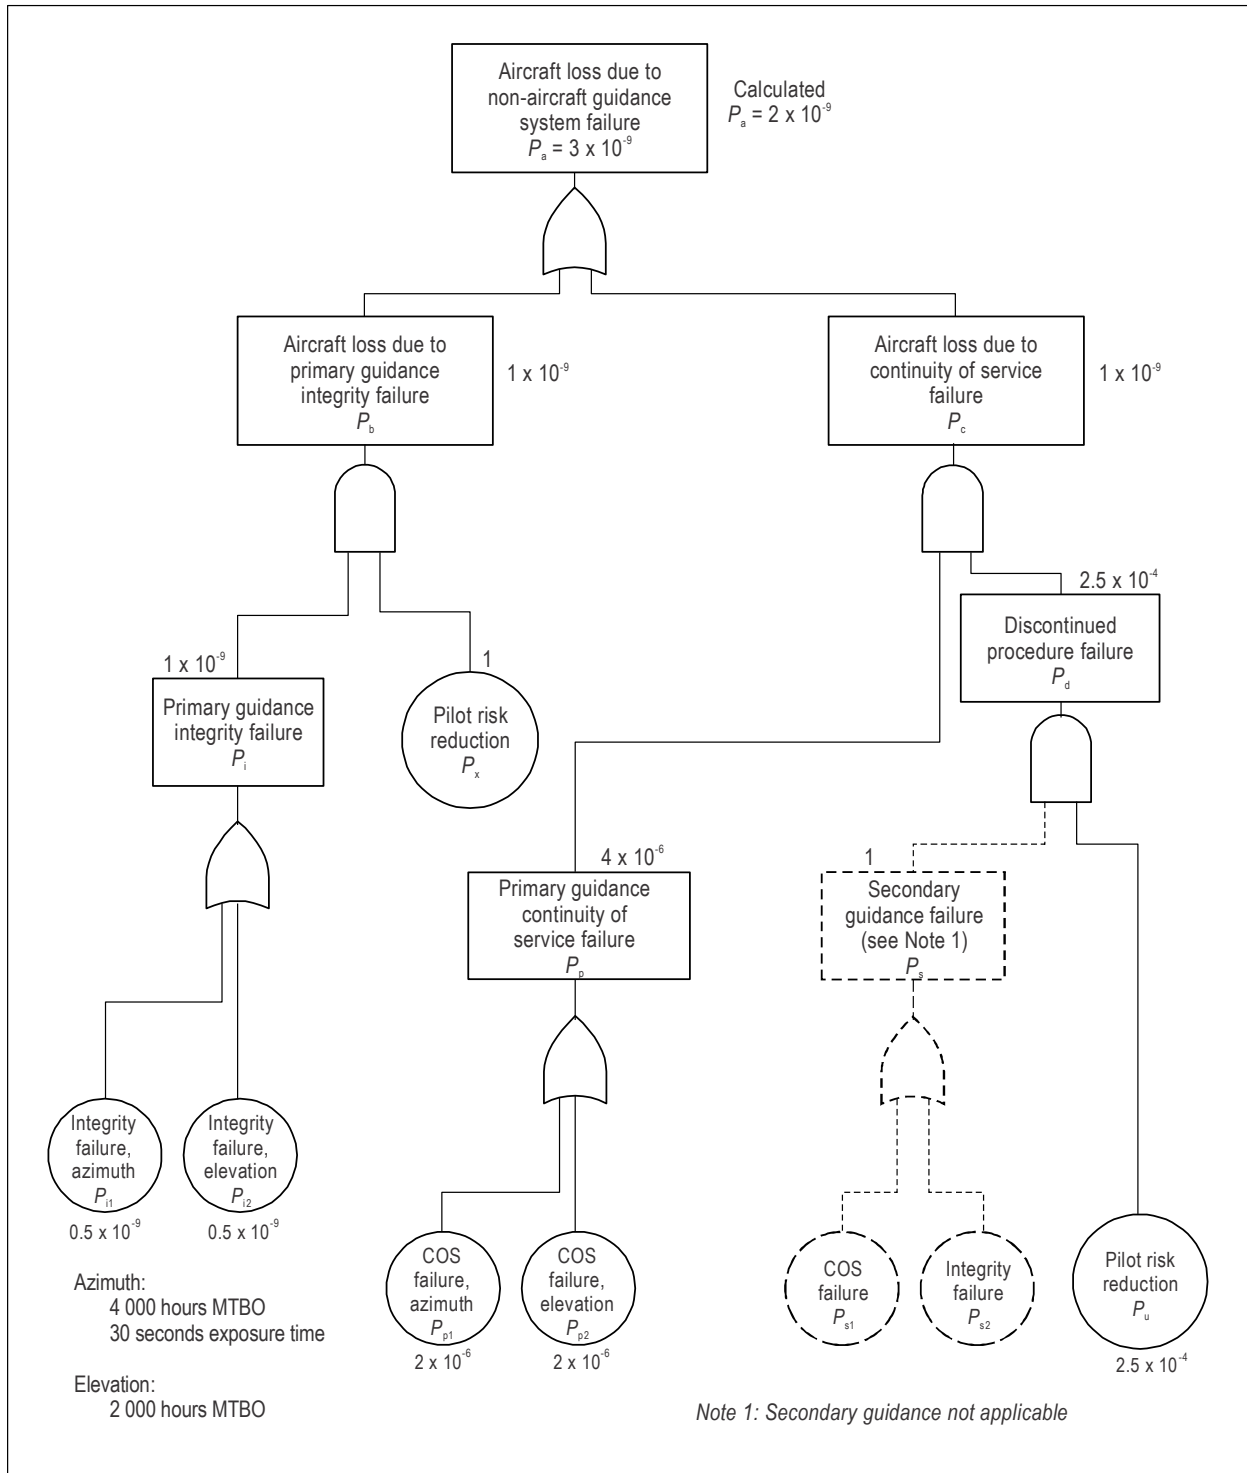 Aircraft loss due to
non-aircraft guidance
system failure
Pa = 3 x 10-9
Calculated
Pa = 2 x 10-9
Aircraft loss due to
primary guidance
integrity failure
Pb
1 x 10-9
Aircraft loss due to
continuity of service
failure
Pc
1 x 10-9
2.5 x 10-4
Discontinued
procedure failure
Pd
1 x 10-9
Primary guidance
integrity failure
Pi
1
Pilot risk
reduction
Px
4 x 10-6
Primary guidance
continuity of
service failure
Pp
1
Secondary
guidance failure
(see Note 1)
Ps
Integrity
failure,
azimuth
Pi1
0.5 x 10-9
Integrity
failure,
elevation
Pi2
0.5 x 10-9
COS
failure,
azimuth
Pp1
2 x 10-6
COS
failure,
elevation
Pp2
2 x 10-6
COS
failure
Ps1
Integrity
failure
Ps2
Pilot risk
reduction
Pu
2.5 x 10-4
Azimuth:
4 000 hours MTBO
30 seconds exposure time
Elevation:
2 000 hours MTBO
Note 1: Secondary guidance not applicable